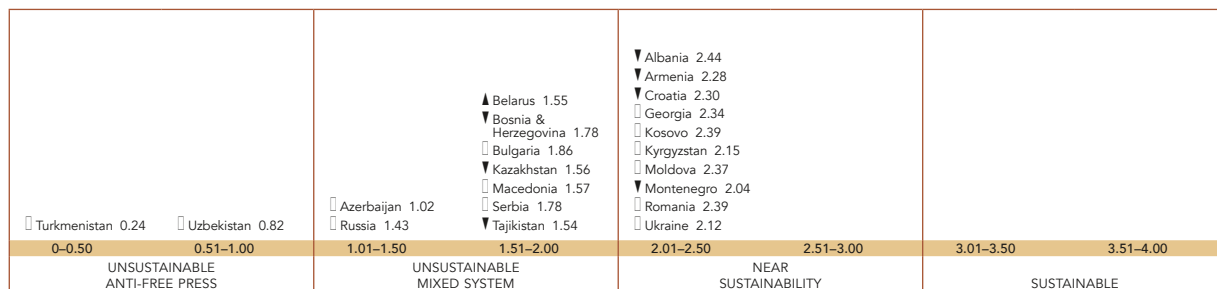 ▼ Albania 2.44
▼ Armenia 2.28
▼ Croatia 2.30
▲ Belarus 1.55
▯ Georgia 2.34
▼ Bosnia &
Herzegovina 1.78
▯ Kosovo 2.39
▯ Bulgaria 1.86
▯ Kyrgyzstan 2.15
▼ Kazakhstan 1.56
▯ Moldova 2.37
▯ Macedonia 1.57
▼ Montenegro 2.04
▯ Azerbaijan 1.02
▯ Serbia 1.78
▯ Romania 2.39
▯ Turkmenistan 0.24
▯ Uzbekistan 0.82
▯ Russia 1.43
▼ Tajikistan 1.54
▯ Ukraine 2.12
0–0.50
0.51–1.00
1.01–1.50
1.51–2.00
2.01–2.50
2.51–3.00
3.01–3.50
3.51–4.00
UNSUSTAINABLE
ANTI-FREE PRESS
UNSUSTAINABLE
MIXED SYSTEM
NEAR
SUSTAINABILITY
SUSTAINABLE